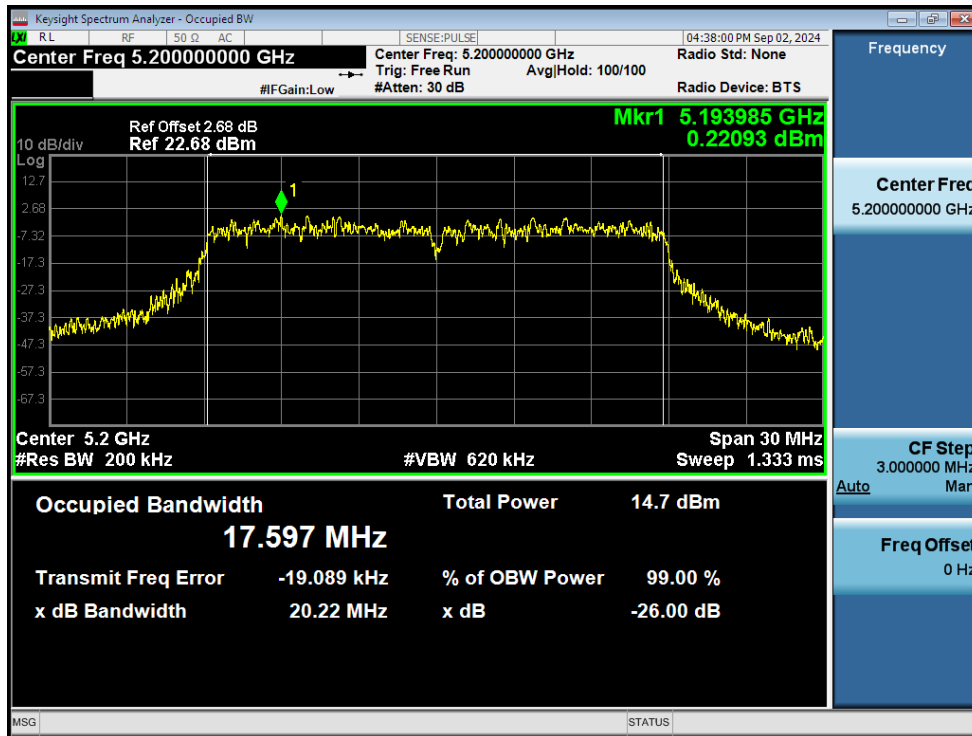 Keysight Spectrum Analyzer - Occupied BW
LXI RL RF 50 Ω AC SENSE:PULSE 04:38:00 PM Sep 02, 2024
Center Freq 5.200000000 GHz
Center Freq: 5.200000000 GHz Radio Std: None
Trig: Free Run Avg|Hold: 100/100
#IFGain:Low #Atten: 30 dB Radio Device: BTS
Frequency
Mkr1 5.193985 GHz
0.22093 dBm
Ref Offset 2.68 dB
10 dB/div Ref 22.68 dBm
Log
12.7
2.68
-7.32
-17.3
-27.3
-37.3
-47.3
-57.3
-67.3
1
Center 5.2 GHz Span 30 MHz
#Res BW 200 kHz #VBW 620 kHz Sweep 1.333 ms
Occupied Bandwidth Total Power 14.7 dBm
17.597 MHz
Transmit Freq Error -19.089 kHz % of OBW Power 99.00 %
x dB Bandwidth 20.22 MHz x dB -26.00 dB
Center Freq
5.200000000 GHz
CF Step
3.000000 MHz
Auto Man
Freq Offset
0 Hz
MSG STATUS